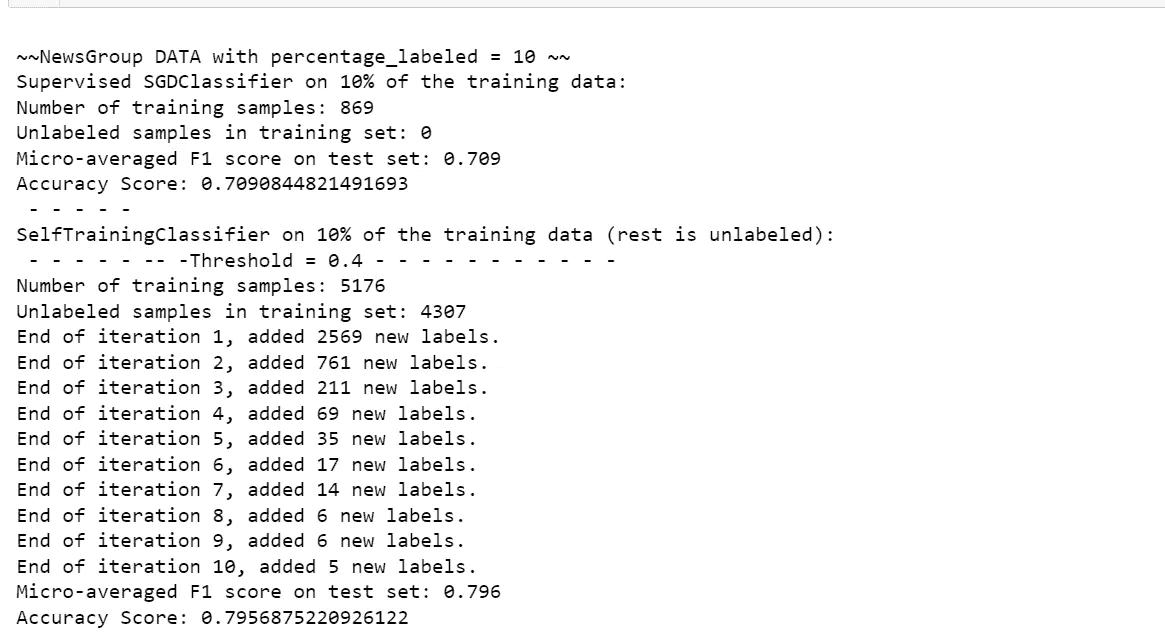 ~~NewsGroup DATA with percentage_labeled = 10 ~~
Supervised SGDClassifier on 10% of the training data:
Number of training samples: 869
Unlabeled samples in training set: 0
Micro-averaged F1 score on test set: 0.709
Accuracy Score: 0.7090844821491693
- - - - -
SelfTrainingClassifier on 10% of the training data (rest is unlabeled):
- - - - - -- -Threshold = 0.4 - - - - - - - - - - -
Number of training samples: 5176
Unlabeled samples in training set: 4307
End of iteration 1, added 2569 new labels.
End of iteration 2, added 761 new labels.
End of iteration 3, added 211 new labels.
End of iteration 4, added 69 new labels.
End of iteration 5, added 35 new labels.
End of iteration 6, added 17 new labels.
End of iteration 7, added 14 new labels.
End of iteration 8, added 6 new labels.
End of iteration 9, added 6 new labels.
End of iteration 10, added 5 new labels.
Micro-averaged F1 score on test set: 0.796
Accuracy Score: 0.7956875220926122